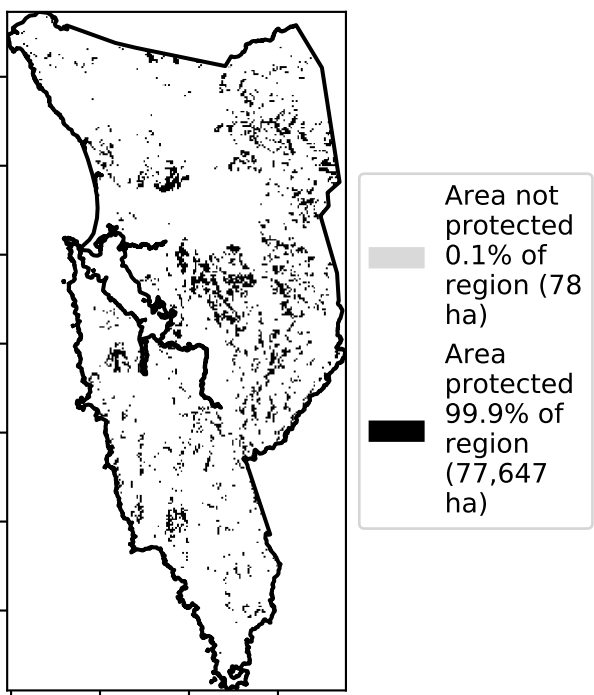 Area not
protected
0.1% of
region (78
ha)
Area
protected
99.9% of
region
(77,647
ha)